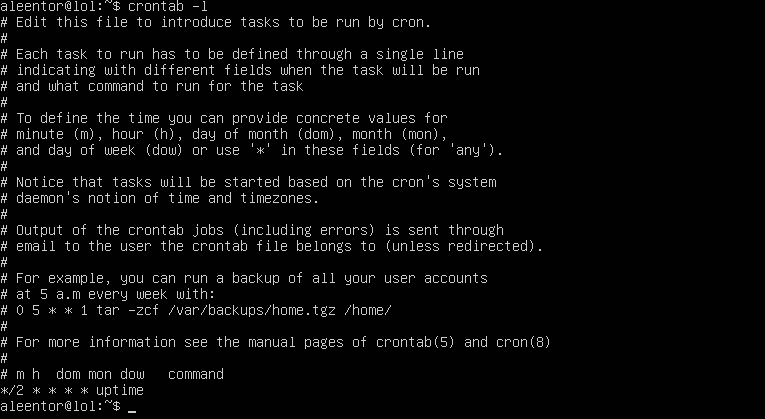 aleentor@lol:~$ crontab -l
# Edit this file to introduce tasks to be run by cron.
#
# Each task to run has to be defined through a single line
# indicating with different fields when the task will be run
# and what command to run for the task
#
# To define the time you can provide concrete values for
# minute (m), hour (h), day of month (dom), month (mon),
# and day of week (dow) or use '*' in these fields (for 'any').
#
# Notice that tasks will be started based on the cron's system
# daemon's notion of time and timezones.
#
# Output of the crontab jobs (including errors) is sent through
# email to the user the crontab file belongs to (unless redirected).
#
# For example, you can run a backup of all your user accounts
# at 5 a.m every week with:
# 0 5 * * 1 tar -zcf /var/backups/home.tgz /home/
#
# For more information see the manual pages of crontab(5) and cron(8)
#
# m h  dom mon dow   command
*/2 * * * * uptime
aleentor@lol:~$ _